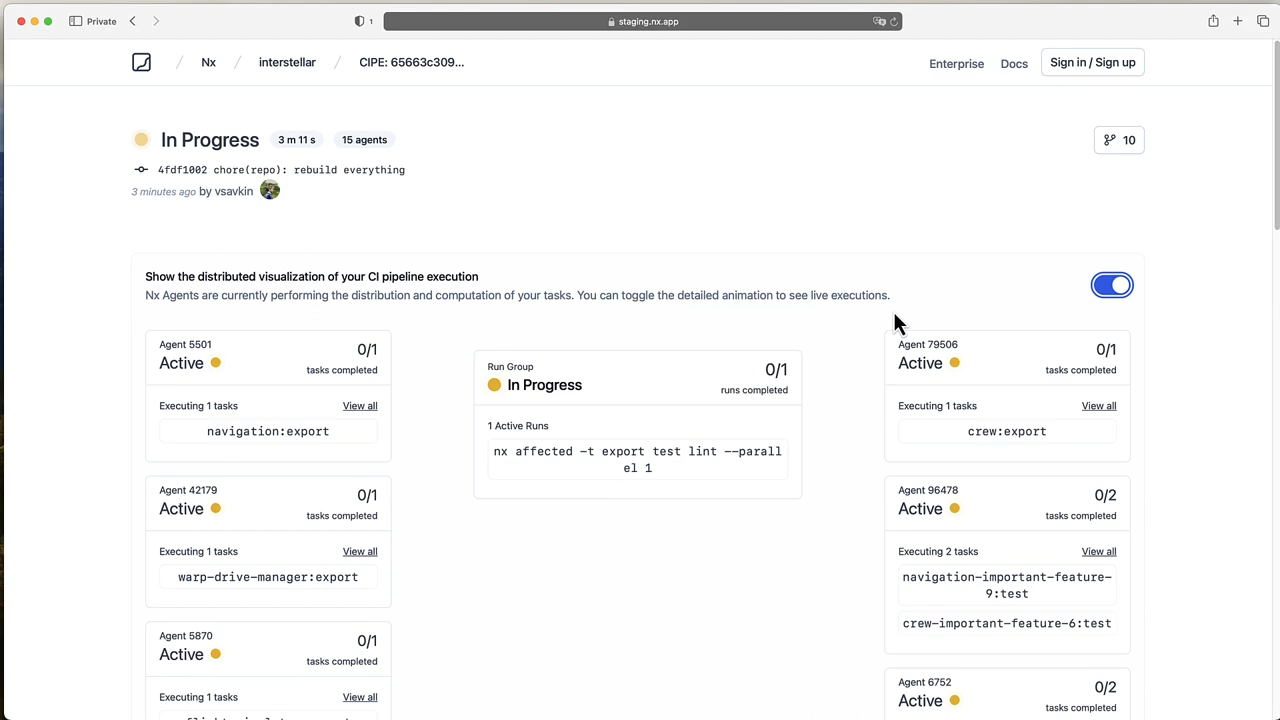 Private
1
staging.nx.app
/ Nx / interstellar / CIPE: 65663c309...
Enterprise Docs Sign in / Sign up
In Progress 3 m 11 s 15 agents
10
4fdf1002 chore(repo): rebuild everything
3 minutes ago by vsavkin
Show the distributed visualization of your CI pipeline execution
Nx Agents are currently performing the distribution and computation of your tasks. You can toggle the detailed animation to see live executions.
Agent 5501
Active
0/1
tasks completed
Executing 1 tasks View all
navigation:export
Agent 42179
Active
0/1
tasks completed
Executing 1 tasks View all
warp-drive-manager:export
Agent 5870
Active
0/1
tasks completed
Executing 1 tasks View all
Run Group
In Progress
0/1
runs completed
1 Active Runs
nx affected -t export test lint --parall
el 1
Agent 79506
Active
0/1
tasks completed
Executing 1 tasks View all
crew:export
Agent 96478
Active
0/2
tasks completed
Executing 2 tasks View all
navigation-important-feature-
9:test
crew-important-feature-6:test
Agent 6752
Active
0/2
tasks completed